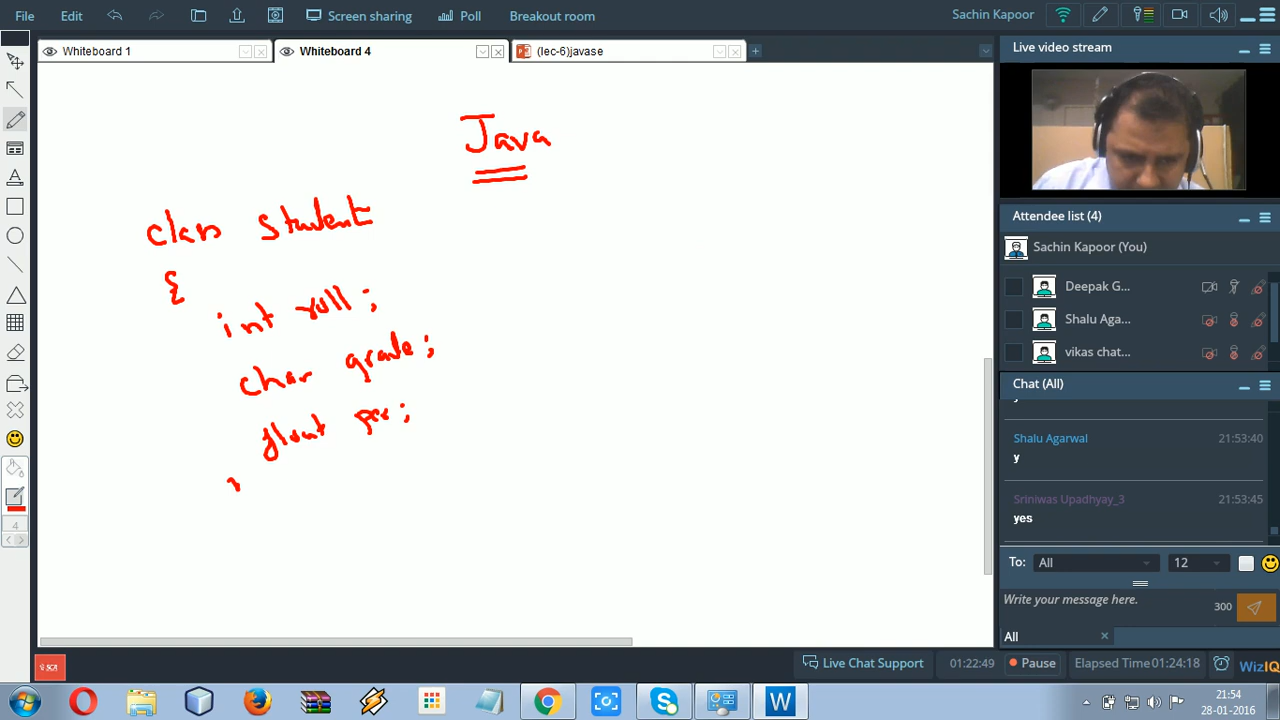 File Edit Screen sharing Poll Breakout room Sachin Kapoor
Whiteboard 1 Whiteboard 4 (lec-6)javase
Live video stream
Java
class student
{
int roll;
char grade;
float per;
Attendee list (4)
Sachin Kapoor (You)
Deepak G...
Shalu Aga...
vikas chat...
Chat (All)
Shalu Agarwal 21:53:40
y
Sriniwas Upadhyay_3 21:53:45
yes
To: All 12
Write your message here. 300
All
4
Live Chat Support 01:22:49 Pause Elapsed Time 01:24:18 WizIQ
21:54
28-01-2016